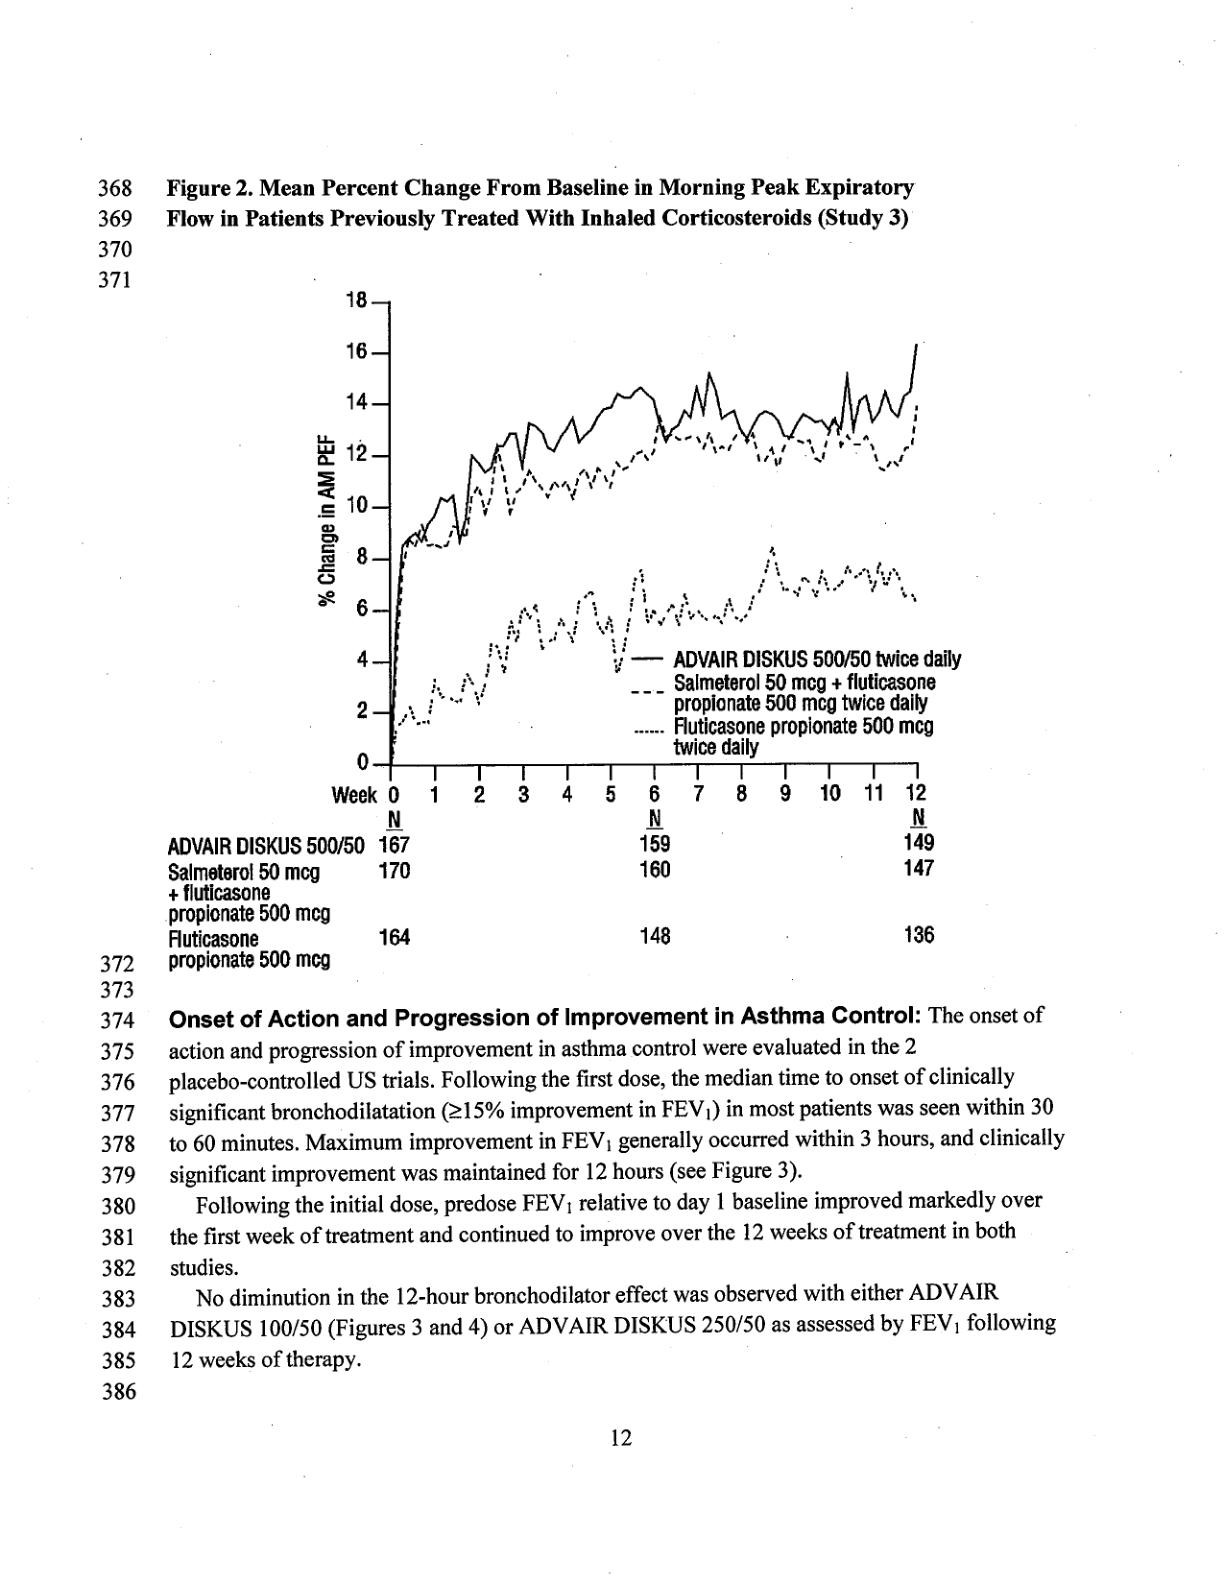 368 Figure 2. Mean Percent Change From Baseline in Morning Peak Expiratory
369 Flow in Patients Previously Treated With Inhaled Corticosteroids (Study 3)
370
371
18
16
14
12
10
8
6
4
2
0
% Change in AM PEF
ADVAIR DISKUS 500/50 twice daily
Salmeterol 50 mcg + fluticasone
propionate 500 mcg twice daily
Fluticasone propionate 500 mcg
twice daily
Week 0 1 2 3 4 5 6 7 8 9 10 11 12
N N N
ADVAIR DISKUS 500/50 167 159 149
Salmeterol 50 mcg 170 160 147
+ fluticasone
propionate 500 mcg
Fluticasone 164 148 136
372 propionate 500 mcg
373
374 Onset of Action and Progression of Improvement in Asthma Control: The onset of
375 action and progression of improvement in asthma control were evaluated in the 2
376 placebo-controlled US trials. Following the first dose, the median time to onset of clinically
377 significant bronchodilatation (≥15% improvement in FEV₁) in most patients was seen within 30
378 to 60 minutes. Maximum improvement in FEV₁ generally occurred within 3 hours, and clinically
379 significant improvement was maintained for 12 hours (see Figure 3).
380 Following the initial dose, predose FEV₁ relative to day 1 baseline improved markedly over
381 the first week of treatment and continued to improve over the 12 weeks of treatment in both
382 studies.
383 No diminution in the 12-hour bronchodilator effect was observed with either ADVAIR
384 DISKUS 100/50 (Figures 3 and 4) or ADVAIR DISKUS 250/50 as assessed by FEV₁ following
385 12 weeks of therapy.
386
12